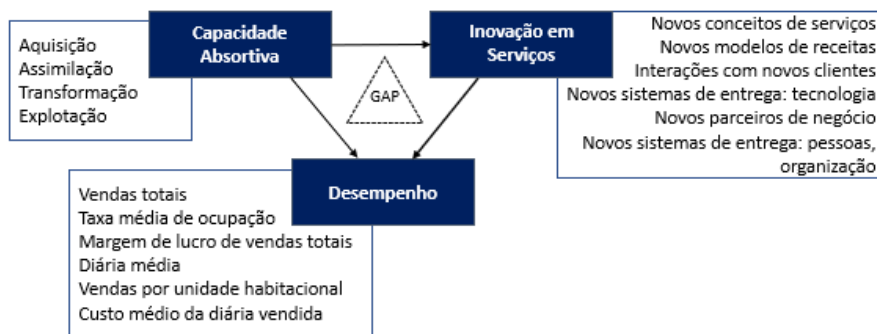 Capacidade
Absortiva
Aquisição
Assimilação
Transformação
Explotação
Inovação em
Serviços
Novos conceitos de serviços
Novos modelos de receitas
Interações com novos clientes
Novos sistemas de entrega: tecnologia
Novos parceiros de negócio
Novos sistemas de entrega: pessoas,
organização
GAP
Desempenho
Vendas totais
Taxa média de ocupação
Margem de lucro de vendas totais
Diária média
Vendas por unidade habitacional
Custo médio da diária vendida